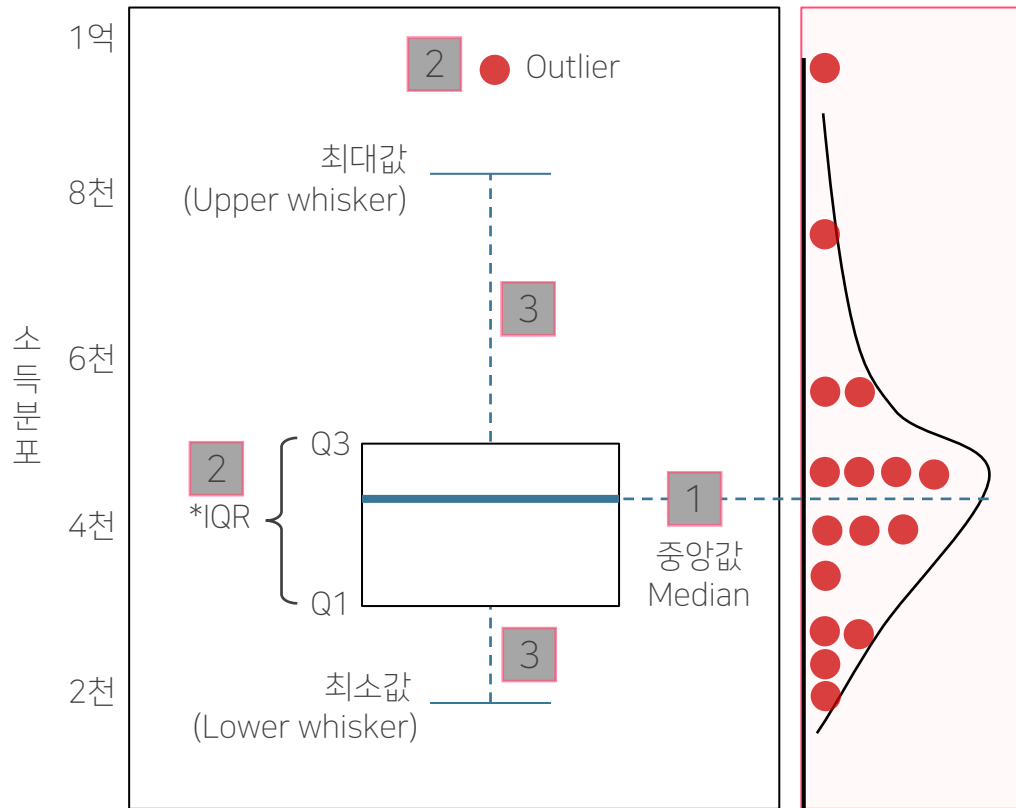 1억
8천
6천
4천
2천
소득분포
2
Outlier
최대값
(Upper whisker)
3
Q3
2
*IQR
1
중앙값
Median
Q1
3
최소값
(Lower whisker)